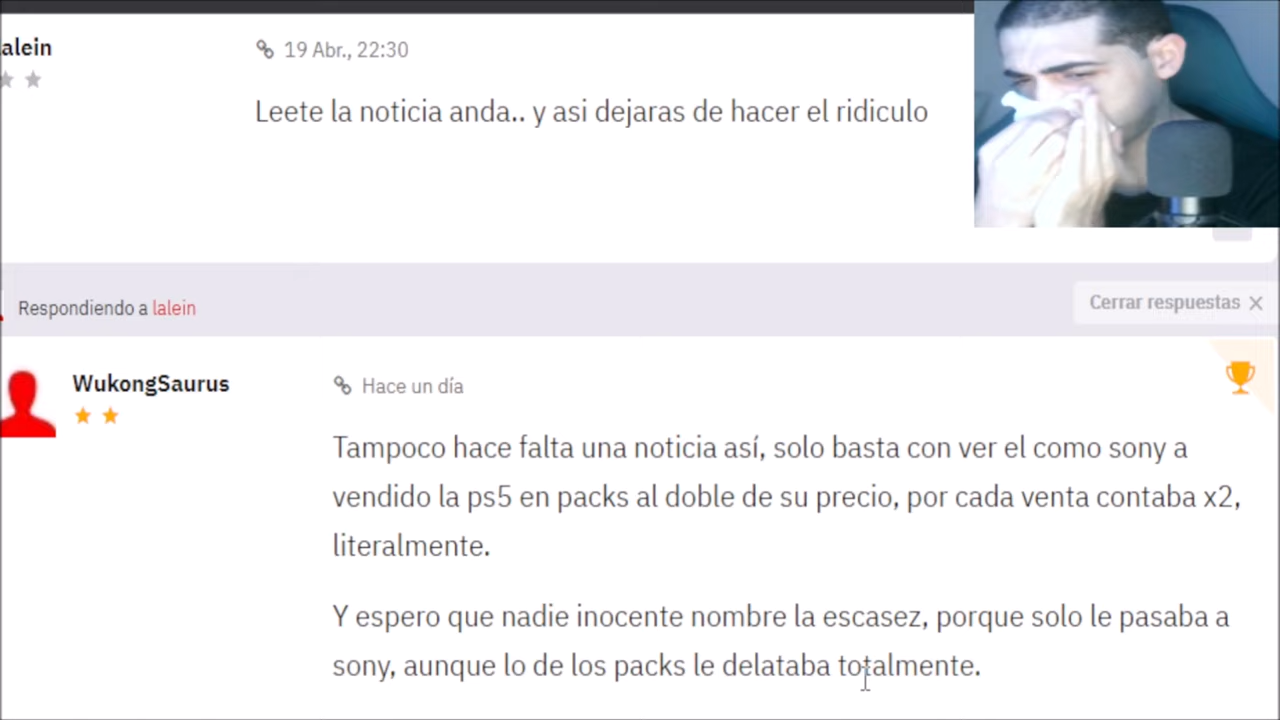 alein
19 Abr., 22:30
Leete la noticia anda.. y asi dejaras de hacer el ridiculo
Respondiendo a lalein
Cerrar respuestas
WukongSaurus
Hace un día
Tampoco hace falta una noticia así, solo basta con ver el como sony a
vendido la ps5 en packs al doble de su precio, por cada venta contaba x2,
literalmente.
Y espero que nadie inocente nombre la escasez, porque solo le pasaba a
sony, aunque lo de los packs le delataba totalmente.